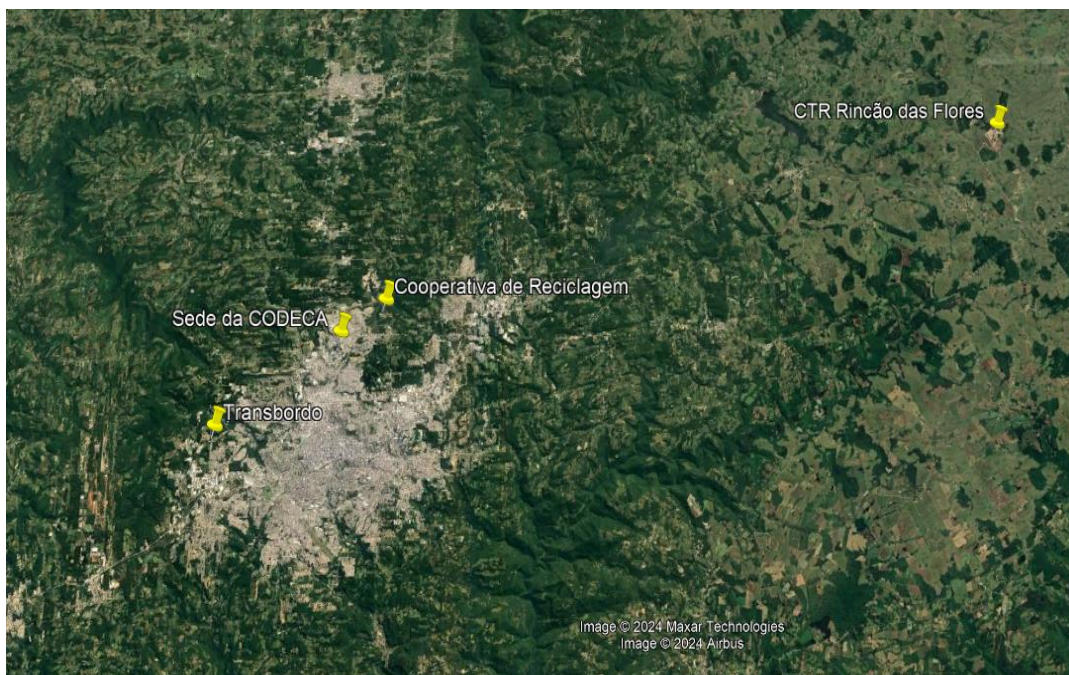 CTR Rincão das Flores
Cooperativa de Reciclagem
Sede da CODECA
Transbordo
Image © 2024 Maxar Technologies
Image © 2024 Airbus